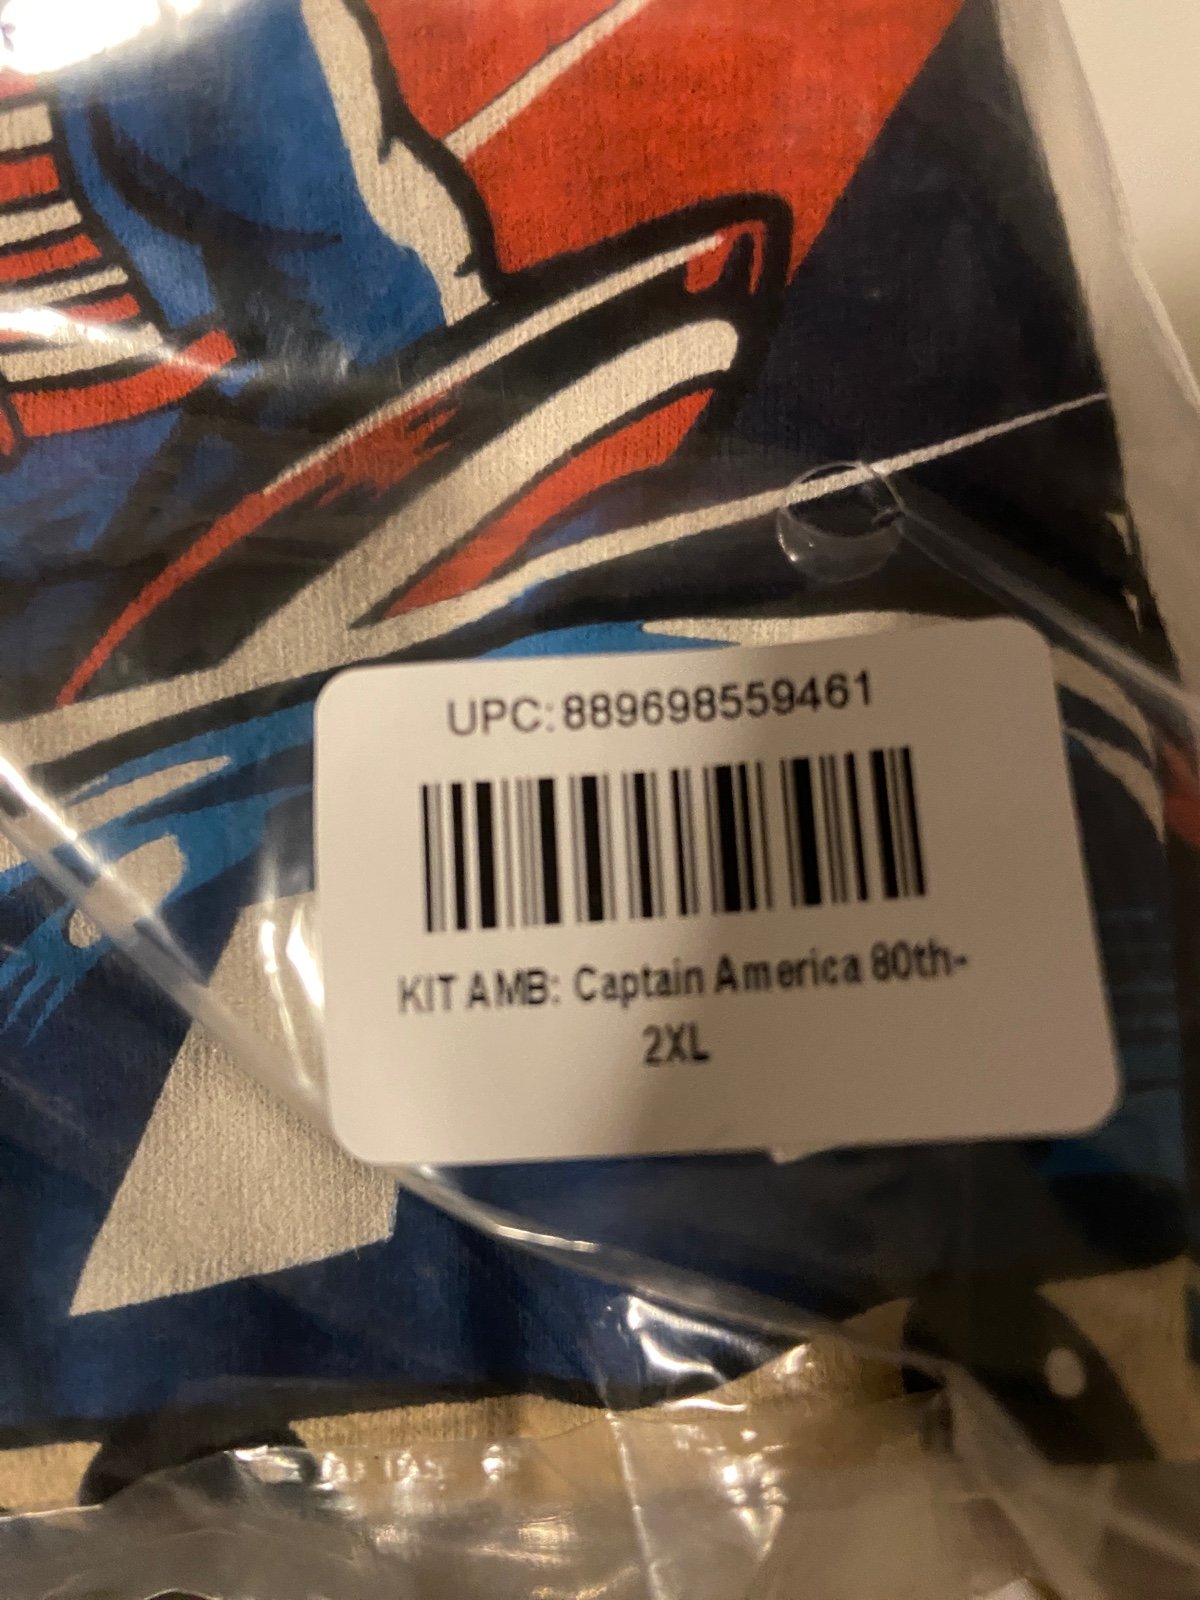 UPC: 889698559461
KIT AMB: Captain America 80th-
2XL